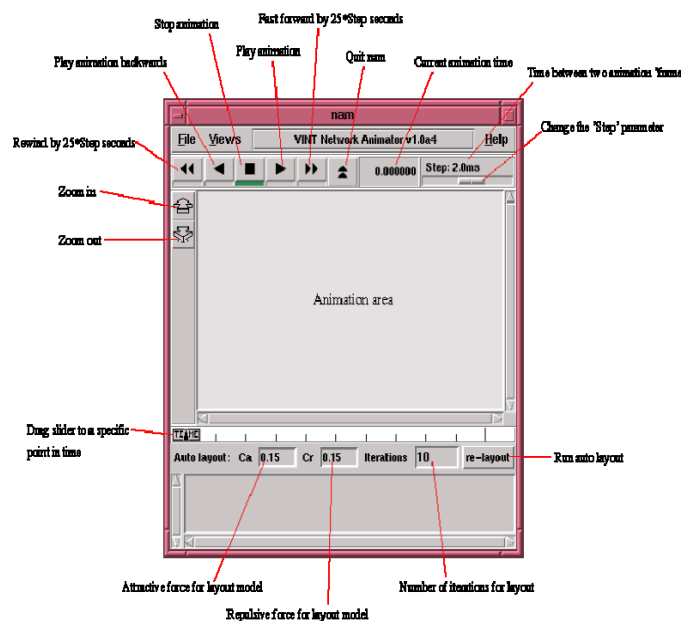 Fast forward by 25*Step seconds
Stop animation
Play animation
Play animation backwards
Quit nam
Current animation time
Time between two animation 'frame
nam
Change the 'Step' parameter
File Views VINT Network Animator v1.0a4 Help
Rewind by 25*Step seconds
0.000000 Step: 2.0ms
Zoom in
Zoom out
Animation area
Drag slider to a specific
point in time
TIME
Auto layout: Ca 0.15 Cr 0.15 Iterations 10 re-layout
Run auto layout
Attractive force for layout model
Number of iterations for layout
Repulsive force for layout model